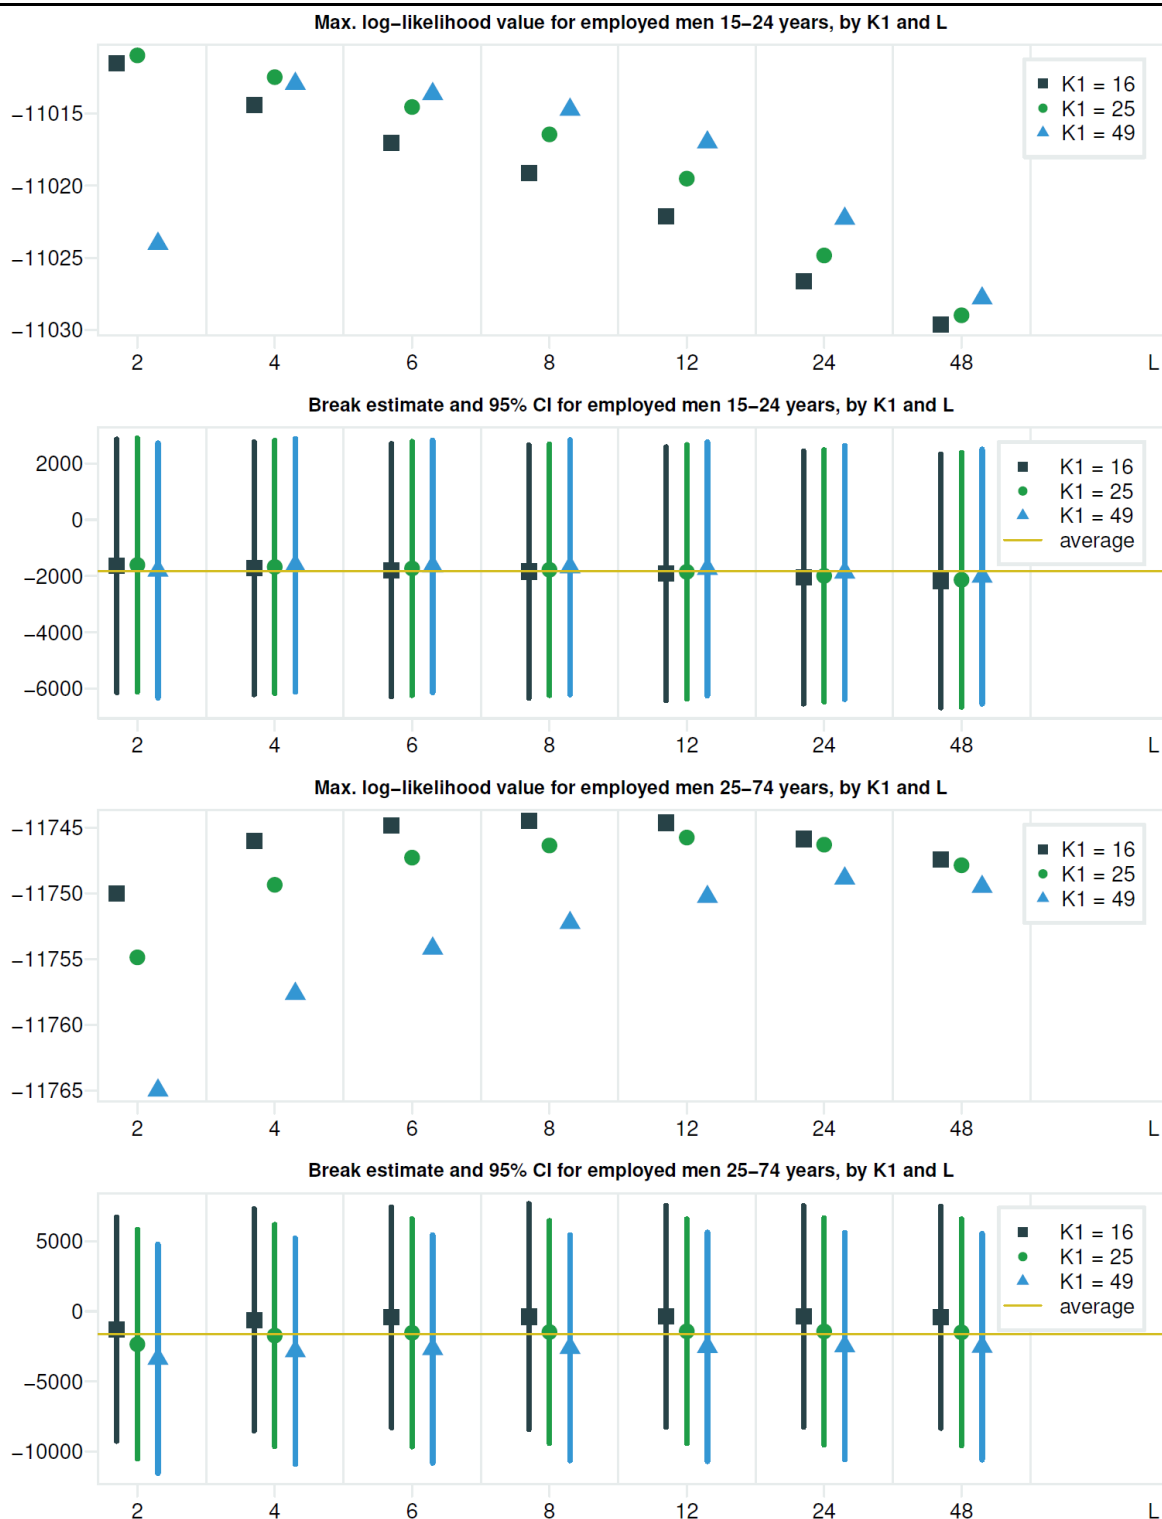 Max. log−likelihood value for employed men 15−24 years, by K1 and L
K1 = 16
K1 = 25
K1 = 49
−11015
−11020
−11025
−11030
2 4 6 8 12 24 48 L
Break estimate and 95% CI for employed men 15−24 years, by K1 and L
K1 = 16
K1 = 25
K1 = 49
average
2000
0
−2000
−4000
−6000
2 4 6 8 12 24 48 L
Max. log−likelihood value for employed men 25−74 years, by K1 and L
K1 = 16
K1 = 25
K1 = 49
−11745
−11750
−11755
−11760
−11765
2 4 6 8 12 24 48 L
Break estimate and 95% CI for employed men 25−74 years, by K1 and L
K1 = 16
K1 = 25
K1 = 49
average
5000
0
−5000
−10000
2 4 6 8 12 24 48 L